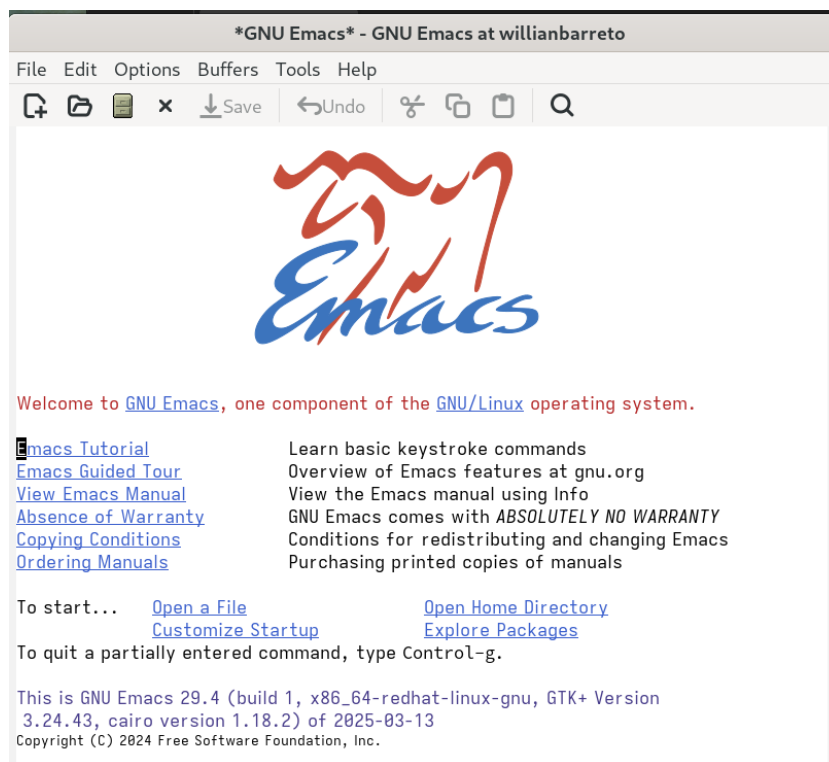 *GNU Emacs* - GNU Emacs at willianbarreto
File Edit Options Buffers Tools Help
Save Undo
Emacs
Welcome to GNU Emacs, one component of the GNU/Linux operating system.
Emacs Tutorial Learn basic keystroke commands
Emacs Guided Tour Overview of Emacs features at gnu.org
View Emacs Manual View the Emacs manual using Info
Absence of Warranty GNU Emacs comes with ABSOLUTELY NO WARRANTY
Copying Conditions Conditions for redistributing and changing Emacs
Ordering Manuals Purchasing printed copies of manuals
To start... Open a File Open Home Directory
Customize Startup Explore Packages
To quit a partially entered command, type Control-g.
This is GNU Emacs 29.4 (build 1, x86_64-redhat-linux-gnu, GTK+ Version
3.24.43, cairo version 1.18.2) of 2025-03-13
Copyright (C) 2024 Free Software Foundation, Inc.